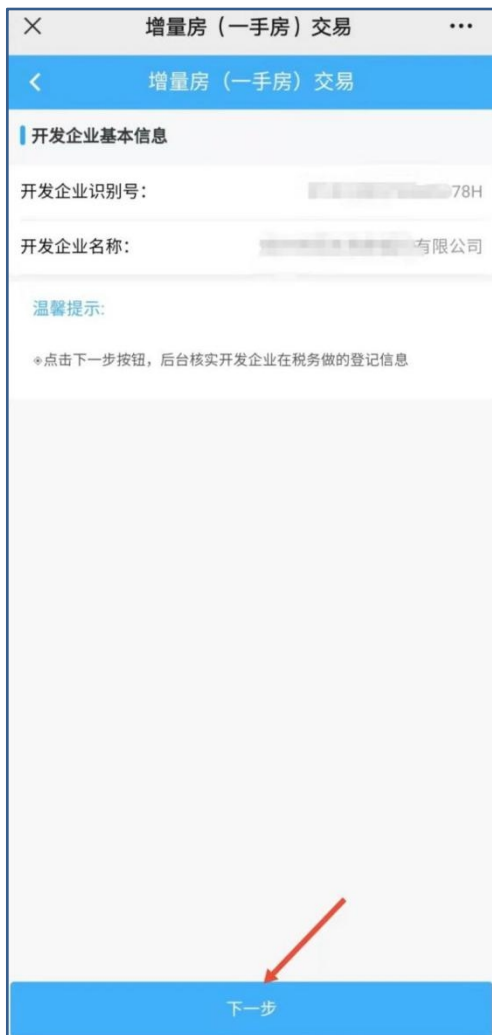 增量房（一手房）交易
增量房（一手房）交易
开发企业基本信息
开发企业识别号： 78H
开发企业名称： 有限公司
温馨提示:
※点击下一步按钮，后台核实开发企业在税务做的登记信息
下一步